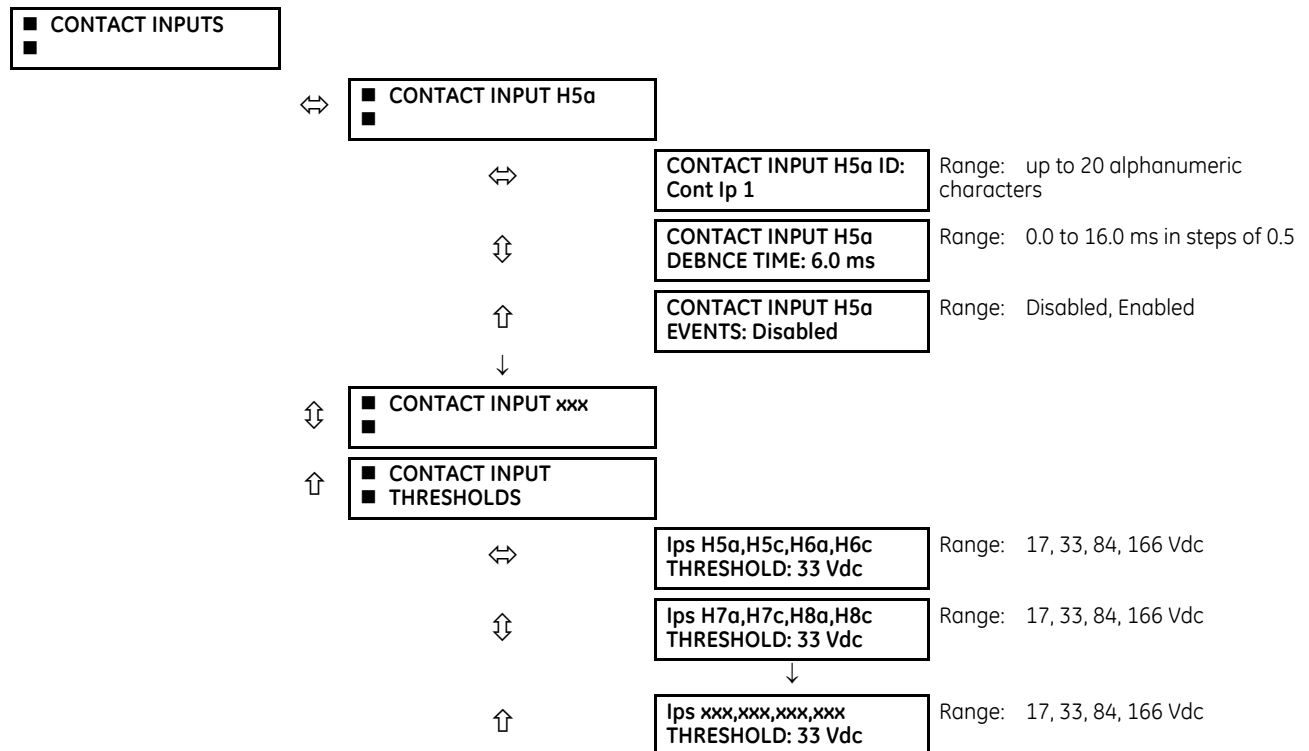 ■ CONTACT INPUTS
■
■ CONTACT INPUT H5a
■
CONTACT INPUT H5a ID:
Cont Ip 1
Range: up to 20 alphanumeric
characters
CONTACT INPUT H5a
DEBNCE TIME: 6.0 ms
Range: 0.0 to 16.0 ms in steps of 0.5
CONTACT INPUT H5a
EVENTS: Disabled
Range: Disabled, Enabled
↓
■ CONTACT INPUT xxx
■
■ CONTACT INPUT
■ THRESHOLDS
Ips H5a,H5c,H6a,H6c
THRESHOLD: 33 Vdc
Range: 17, 33, 84, 166 Vdc
Ips H7a,H7c,H8a,H8c
THRESHOLD: 33 Vdc
Range: 17, 33, 84, 166 Vdc
↓
Ips xxx,xxx,xxx,xxx
THRESHOLD: 33 Vdc
Range: 17, 33, 84, 166 Vdc